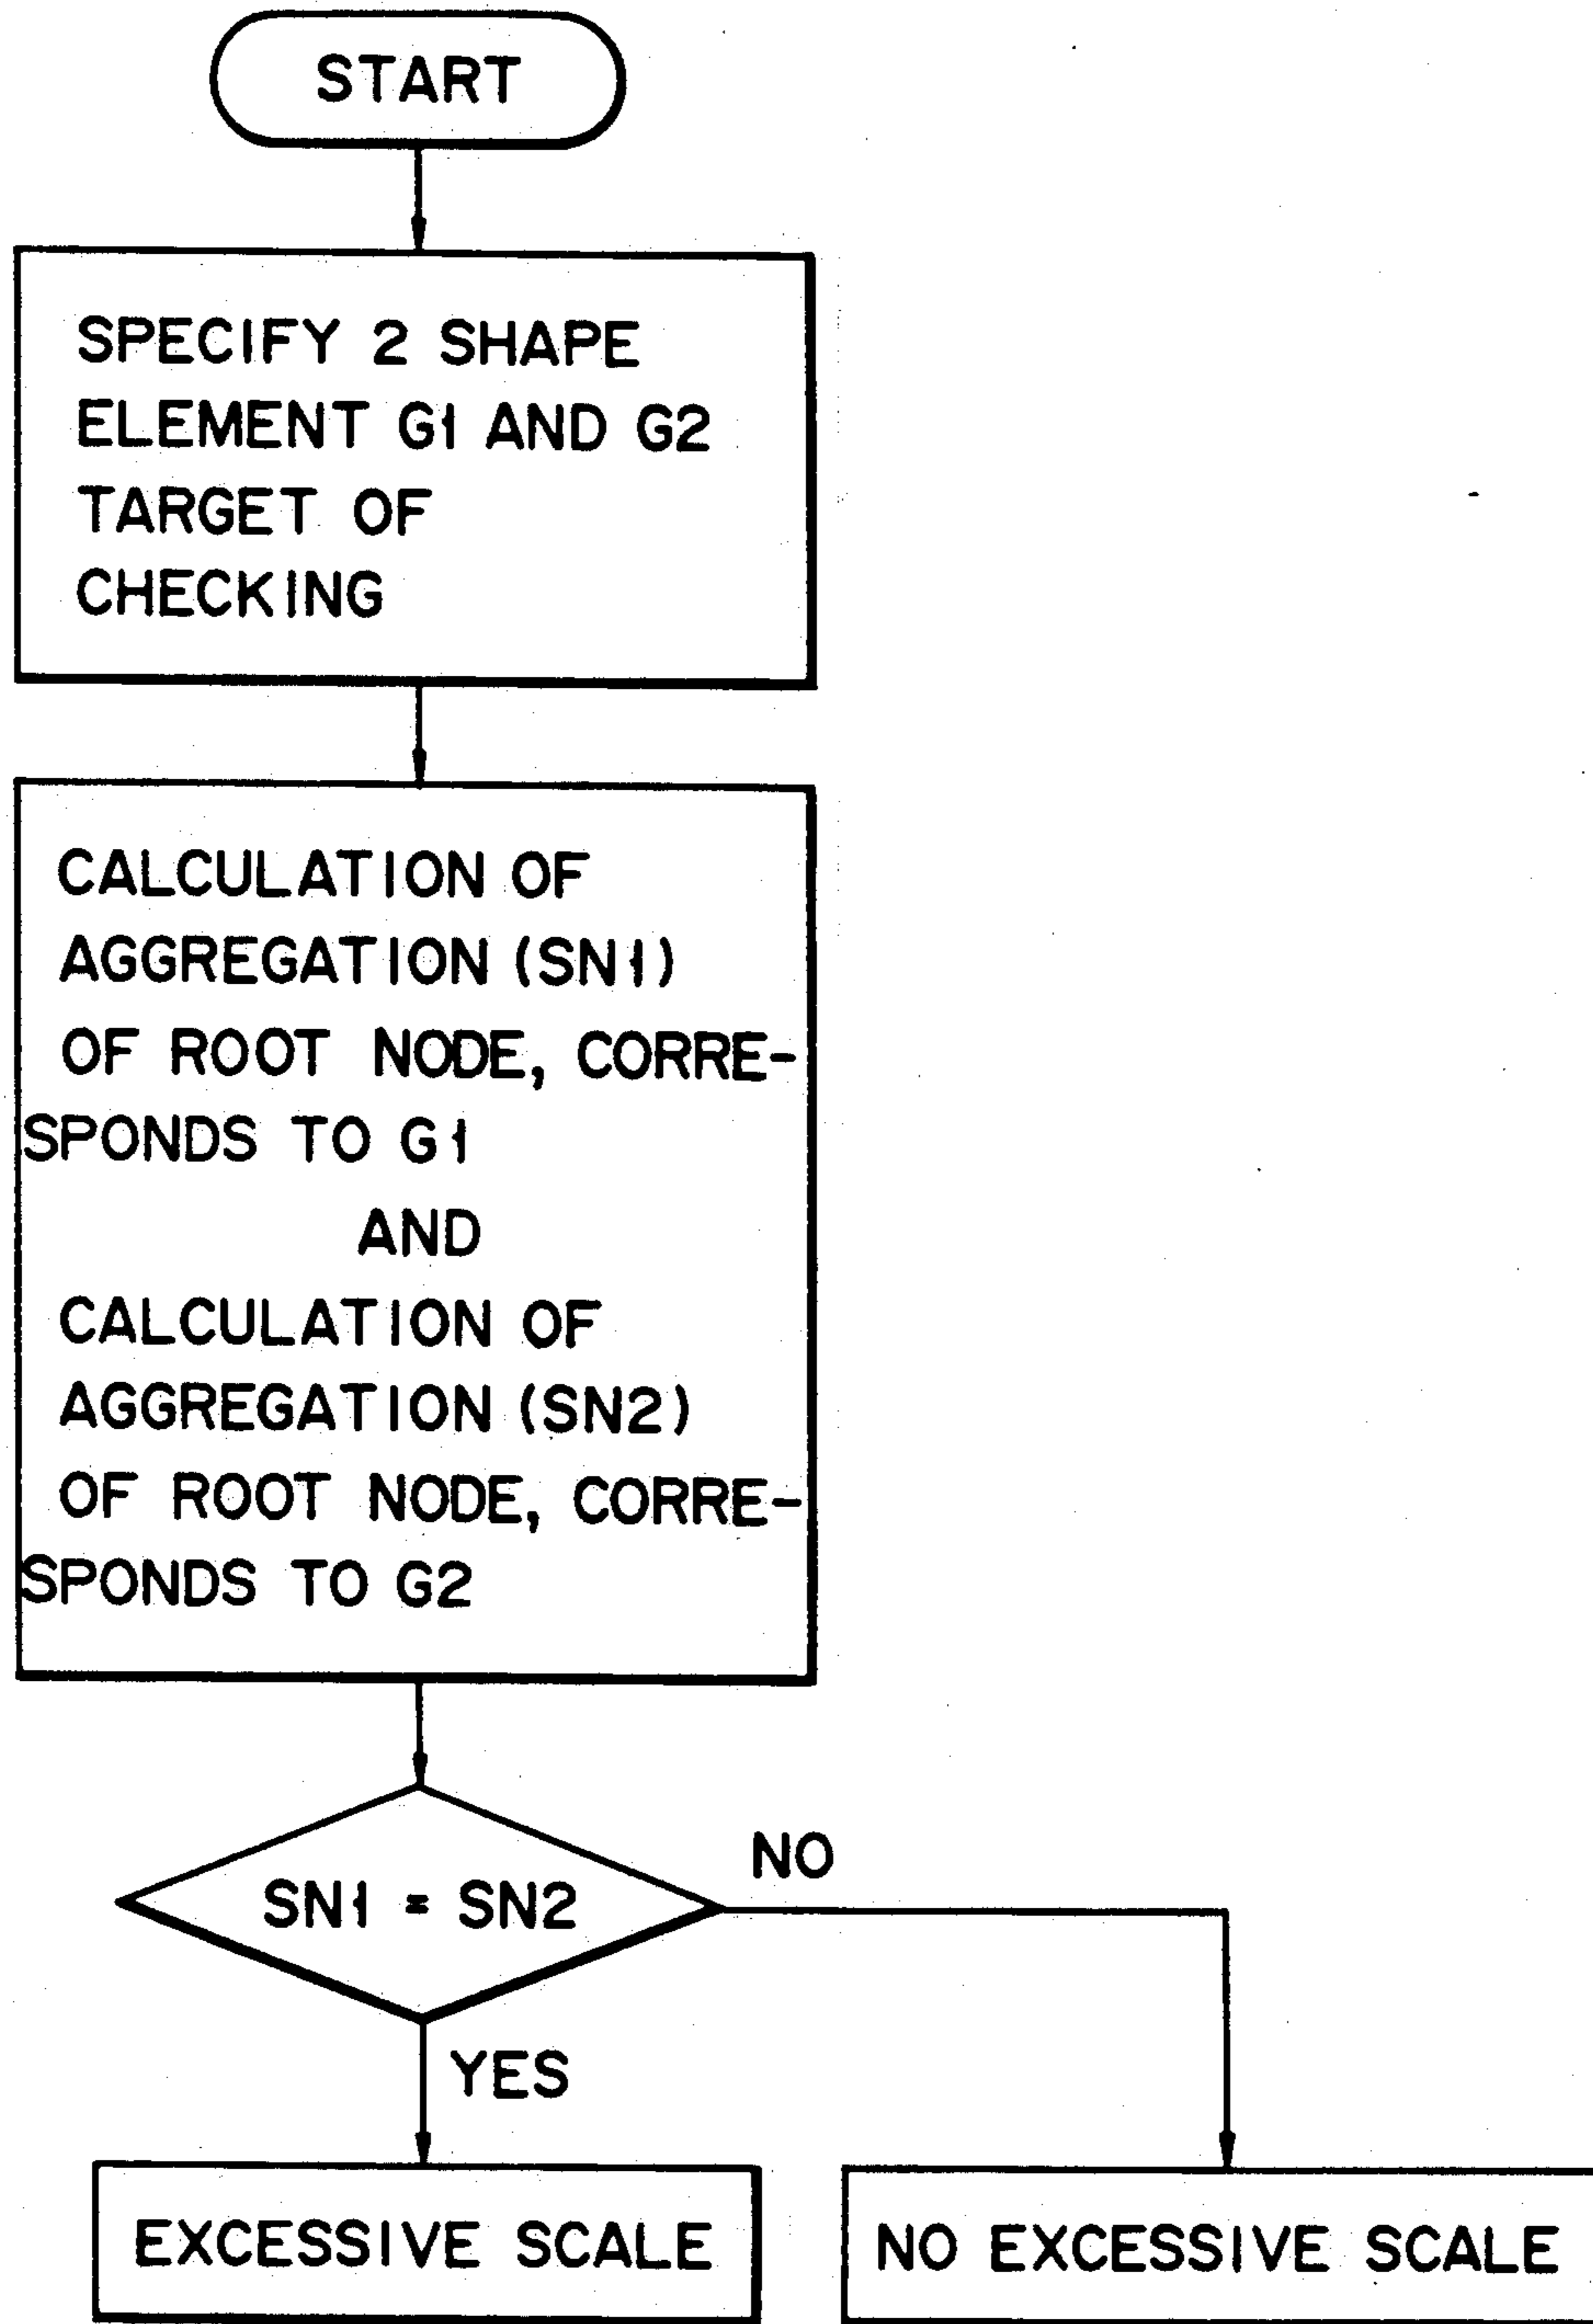 START
SPECIFY 2 SHAPE
ELEMENT G1 AND G2
TARGET OF
CHECKING
CALCULATION OF
AGGREGATION (SN1)
OF ROOT NODE, CORRE-
SPONDS TO G1
AND
CALCULATION OF
AGGREGATION (SN2)
OF ROOT NODE, CORRE-
SPONDS TO G2
SN1 = SN2
NO
YES
EXCESSIVE SCALE
NO EXCESSIVE SCALE